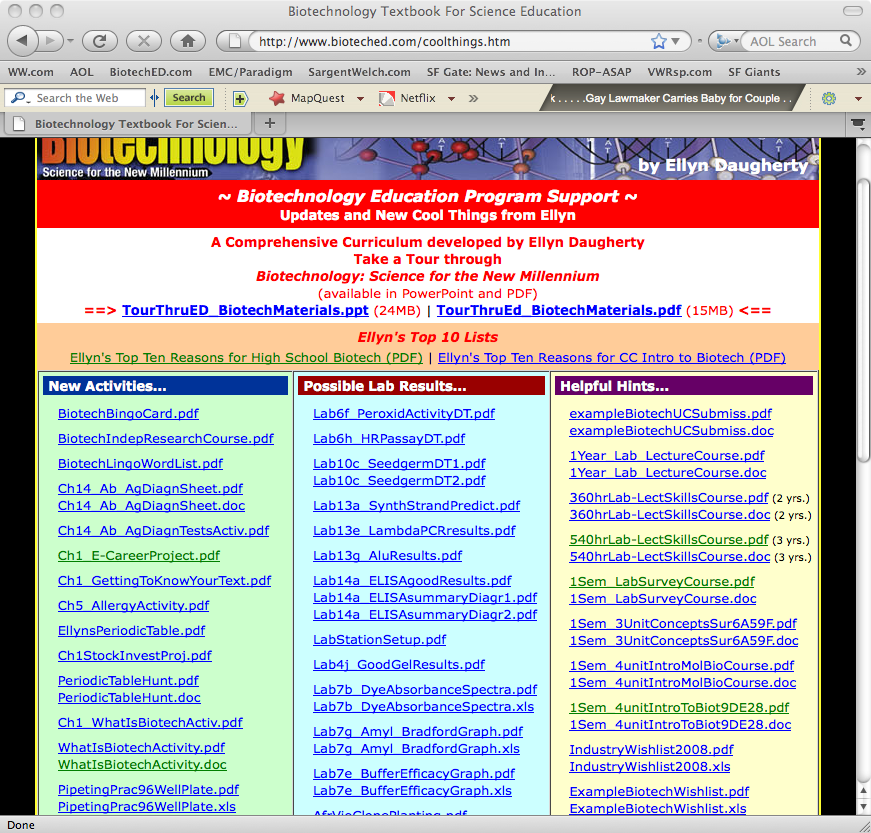 Biotechnology Textbook For Science Education
http://www.bioteched.com/coolthings.htm
AOL Search
WW.com AOL BiotechED.com EMC/Paradigm SargentWelch.com SF Gate: News and In... ROP-ASAP VWRsp.com SF Giants »
Search the Web Search MapQuest Netflix » k . . . . .Gay Lawmaker Carries Baby for Couple . .
Biotechnology Textbook For Scien... +
Biotechnology
Science for the New Millennium
by Ellyn Daugherty
~ Biotechnology Education Program Support ~
Updates and New Cool Things from Ellyn
A Comprehensive Curriculum developed by Ellyn Daugherty
Take a Tour through
Biotechnology: Science for the New Millennium
(available in PowerPoint and PDF)
==> TourThruED_BiotechMaterials.ppt (24MB) | TourThruEd_BiotechMaterials.pdf (15MB) <==
Ellyn's Top 10 Lists
Ellyn's Top Ten Reasons for High School Biotech (PDF) | Ellyn's Top Ten Reasons for CC Intro to Biotech (PDF)
New Activities...
BiotechBingoCard.pdf
BiotechIndepResearchCourse.pdf
BiotechLingoWordList.pdf
Ch14_Ab_AgDiagnSheet.pdf
Ch14_Ab_AgDiagnSheet.doc
Ch14_Ab_AgDiagnTestsActiv.pdf
Ch1_E-CareerProject.pdf
Ch1_GettingToKnowYourText.pdf
Ch5_AllergyActivity.pdf
EllynsPeriodicTable.pdf
Ch1StockInvestProj.pdf
PeriodicTableHunt.pdf
PeriodicTableHunt.doc
Ch1_WhatIsBiotechActiv.pdf
WhatIsBiotechActivity.pdf
WhatIsBiotechActivity.doc
PipetingPrac96WellPlate.pdf
PipetingPrac96WellPlate.xls
Possible Lab Results...
Lab6f_PeroxidActivityDT.pdf
Lab6h_HRPassayDT.pdf
Lab10c_SeedgermDT1.pdf
Lab10c_SeedgermDT2.pdf
Lab13a_SynthStrandPredict.pdf
Lab13e_LambdaPCRresults.pdf
Lab13g_AluResults.pdf
Lab14a_ELISAgoodResults.pdf
Lab14a_ELISAsummaryDiagr1.pdf
Lab14a_ELISAsummaryDiagr2.pdf
LabStationSetup.pdf
Lab4j_GoodGelResults.pdf
Lab7b_DyeAbsorbanceSpectra.pdf
Lab7b_DyeAbsorbanceSpectra.xls
Lab7g_Amyl_BradfordGraph.pdf
Lab7g_Amyl_BradfordGraph.xls
Lab7e_BufferEfficacyGraph.pdf
Lab7e_BufferEfficacyGraph.xls
AfrVioClonePlanting.pdf
Helpful Hints...
exampleBiotechUCSubmiss.pdf
exampleBiotechUCSubmiss.doc
1Year_Lab_LectureCourse.pdf
1Year_Lab_LectureCourse.doc
360hrLab-LectSkillsCourse.pdf (2 yrs.)
360hrLab-LectSkillsCourse.doc (2 yrs.)
540hrLab-LectSkillsCourse.pdf (3 yrs.)
540hrLab-LectSkillsCourse.doc (3 yrs.)
1Sem_LabSurveyCourse.pdf
1Sem_LabSurveyCourse.doc
1Sem_3UnitConceptsSur6A59F.pdf
1Sem_3UnitConceptsSur6A59F.doc
1Sem_4unitIntroMolBioCourse.pdf
1Sem_4unitIntroMolBioCourse.doc
1Sem_4unitIntroToBiot9DE28.pdf
1Sem_4unitIntroToBiot9DE28.doc
IndustryWishlist2008.pdf
IndustryWishlist2008.xls
ExampleBiotechWishlist.pdf
ExampleBiotechWishlist.xls
Done